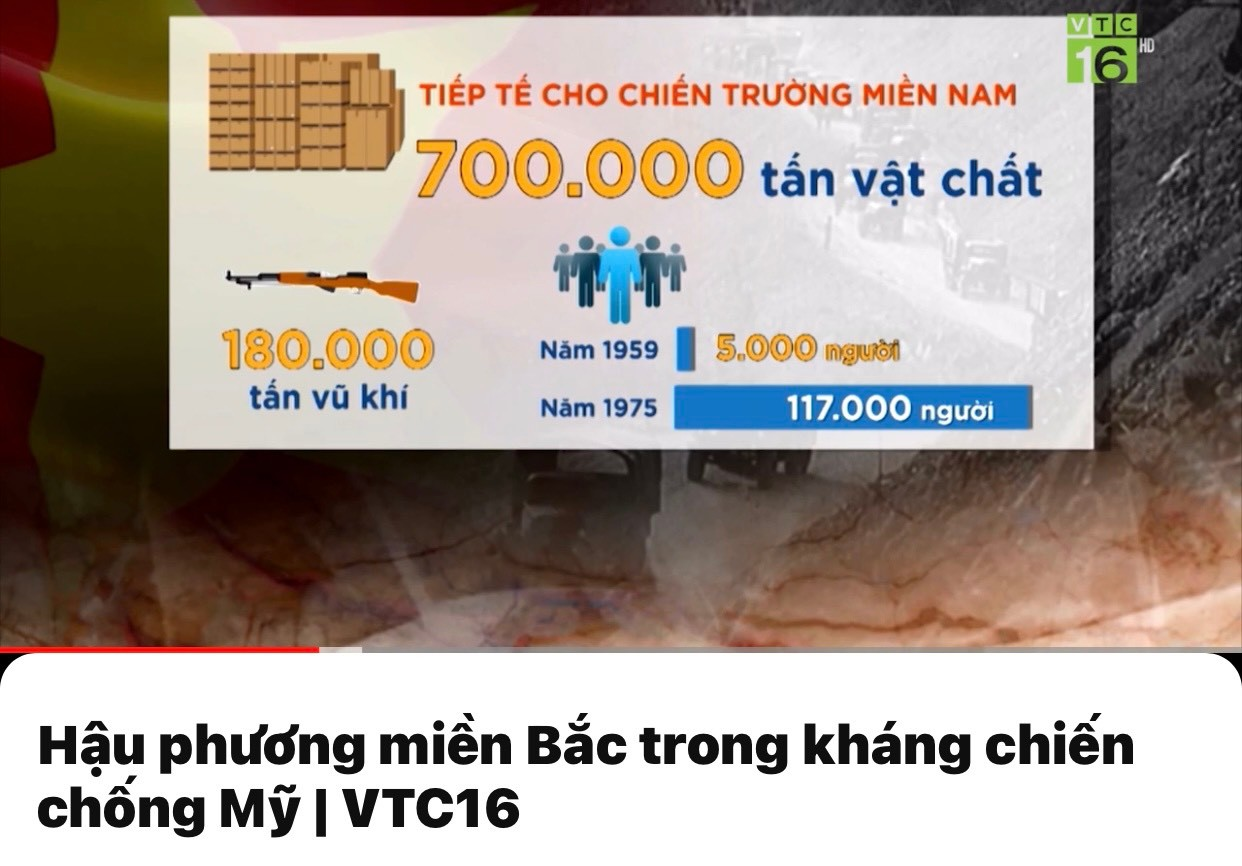 VTC
16 HD
TIẾP TẾ CHO CHIẾN TRƯỜNG MIỀN NAM
700.000 tấn vật chất
180.000
tấn vũ khí
Năm 1959 5.000 người
Năm 1975 117.000 người
Hậu phương miền Bắc trong kháng chiến
chống Mỹ | VTC16